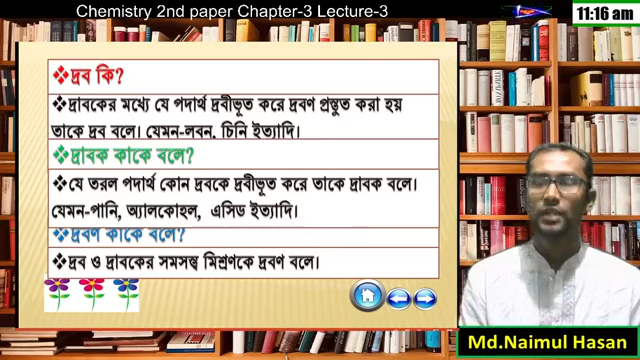 Chemistry 2nd paper Chapter-3 Lecture-3
11:16 am
❖দ্রব কি?
❖দ্রাবকের মধ্যে যে পদার্থ দ্রবীভূত করে দ্রবণ প্রস্তুত করা হয়
তাকে দ্রব বলে। যেমন-লবন, চিনি ইত্যাদি।
❖দ্রাবক কাকে বলে?
❖যে তরল পদার্থ কোন দ্রবকে দ্রবীভূত করে তাকে দ্রাবক বলে।
যেমন-পানি, অ্যালকোহল, এসিড ইত্যাদি।
❖দ্রবণ কাকে বলে?
❖দ্রব ও দ্রাবকের সমসত্ত্ব মিশ্রণকে দ্রবণ বলে।
Md.Naimul Hasan